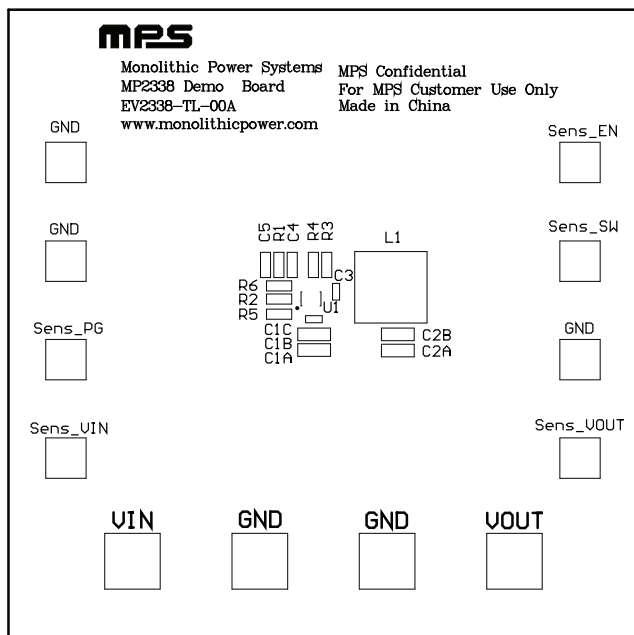 MPS
Monolithic Power Systems
MP2338 Demo Board
EV2338-TL-00A
www.monolithicpower.com
MPS Confidential
For MPS Customer Use Only
Made in China
GND
Sens_EN
GND
Sens_SW
C5
R1
C4
R4
R3
L1
C3
R6
R2
R5
U1
C1C
C1B
C1A
C2B
C2A
Sens_PG
GND
Sens_VIN
Sens_VOUT
VIN
GND
GND
VOUT